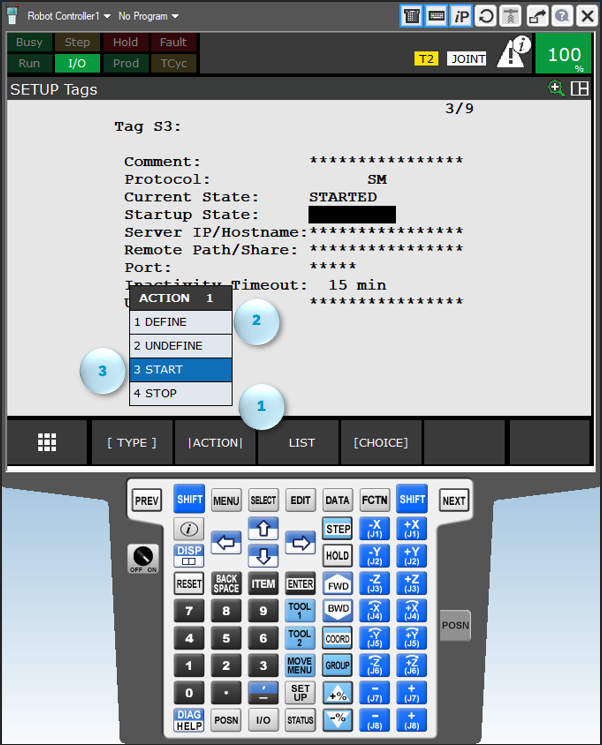 Robot Controller1 No Program
iP
Busy Step Hold Fault
Run I/O Prod TCyc
T2 JOINT
100
%
SETUP Tags
3/9
Tag S3:
Comment: ****************
Protocol: SM
Current State: STARTED
Startup State:
Server IP/Hostname:****************
Remote Path/Share: ****************
Port: *****
Inactivity Timeout: 15 min
****************
ACTION 1
1 DEFINE
2
2 UNDEFINE
3
3 START
4 STOP
1
[ TYPE ] |ACTION| LIST [CHOICE]
PREV SHIFT MENU SELECT EDIT DATA FCTN SHIFT NEXT
i STEP -X (J1) +X (J1)
OFF ON DISP HOLD -Y (J2) +Y (J2)
RESET BACK SPACE ITEM ENTER FWD -Z (J3) +Z (J3)
7 8 9 TOOL 1 BWD -X (J4) +X (J4)
POSN
4 5 6 TOOL 2 COORD -Y (J5) +Y (J5)
1 2 3 MOVE MENU GROUP -Z (J6) +Z (J6)
0 . , _ SET UP +% - (J7) + (J7)
DIAG HELP POSN I/O STATUS -% - (J8) + (J8)